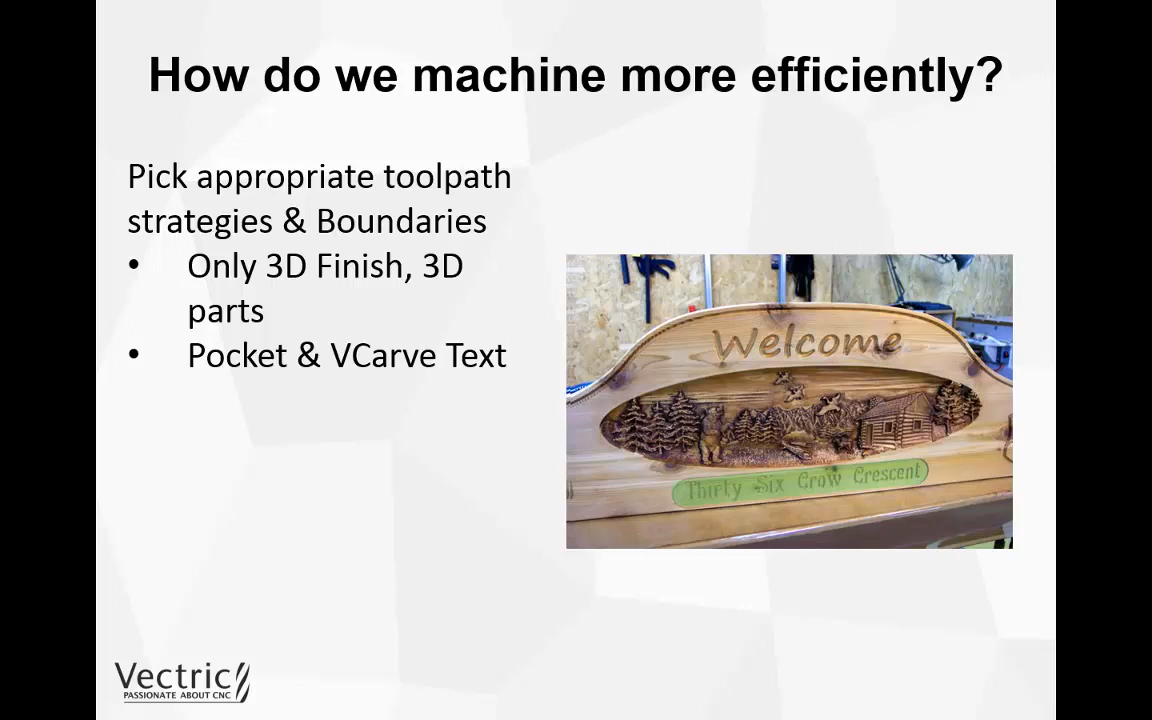 How do we machine more efficiently?
Pick appropriate toolpath
strategies & Boundaries
• Only 3D Finish, 3D
parts
• Pocket & VCarve Text
Welcome
Thirty Six Crow Crescent
Vectric
PASSIONATE ABOUT CNC